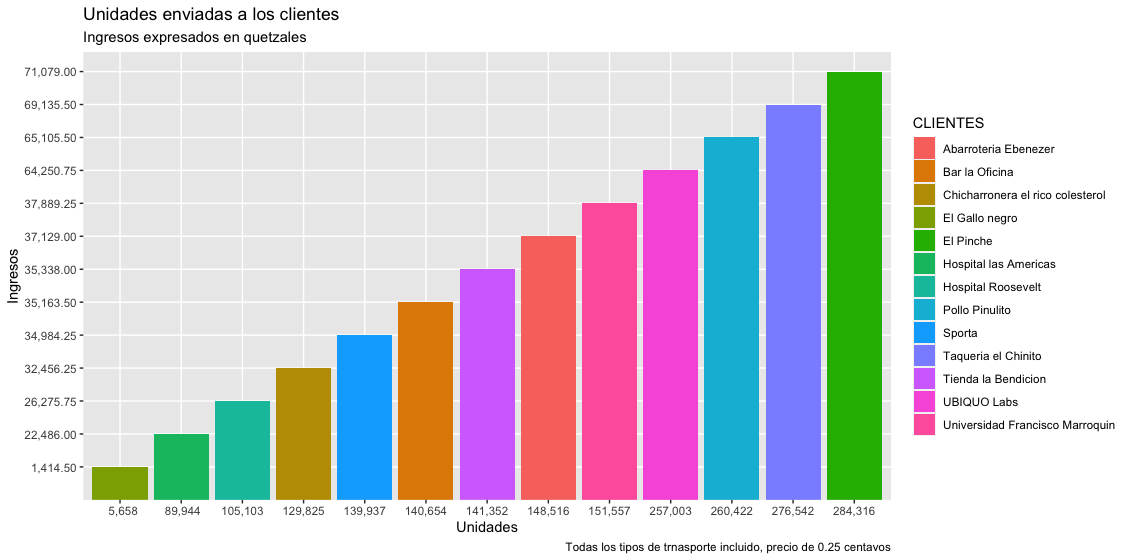 Unidades enviadas a los clientes
Ingresos expresados en quetzales
Ingresos
71,079.00
69,135.50
65,105.50
64,250.75
37,889.25
37,129.00
35,338.00
35,163.50
34,984.25
32,456.25
26,275.75
22,486.00
1,414.50
5,658 89,944 105,103 129,825 139,937 140,654 141,352 148,516 151,557 257,003 260,422 276,542 284,316
Unidades
CLIENTES
Abarroteria Ebenezer
Bar la Oficina
Chicharronera el rico colesterol
El Gallo negro
El Pinche
Hospital las Americas
Hospital Roosevelt
Pollo Pinulito
Sporta
Taqueria el Chinito
Tienda la Bendicion
UBIQUO Labs
Universidad Francisco Marroquin
Todas los tipos de trnasporte incluido, precio de 0.25 centavos